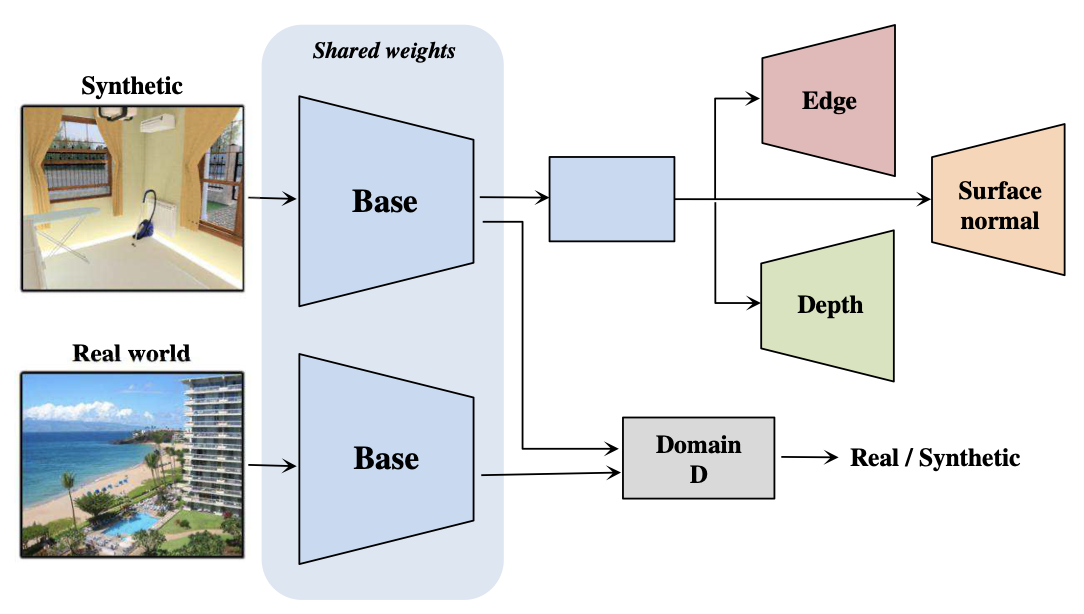 Shared weights
Synthetic
Base
Edge
Surface
normal
Depth
Real world
Base
Domain
D
Real / Synthetic